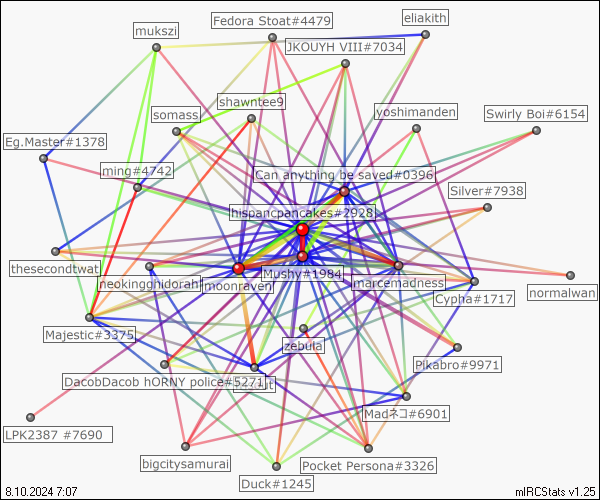 Fedora Stoat#4479
eliakith
mukszi
JKOUYH VIII#7034
shawntee9
somass
yoshimanden
Swirly Boi#6154
Eg.Master#1378
ming#4742
Can anything be saved#0396
Silver#7938
hispancpancakes#2928
thesecondtwat
neokingghidorah
moonraven
Mushy#1984
marcemadness
normalwan
Cypha#1717
Majestic#3375
zebula
Pikabro#9971
DacobDacob hORNY police#5271
Madネコ#6901
LPK2387 #7690
bigcitysamurai
Pocket Persona#3326
Duck#1245
8.10.2024 7:07
mIRCStats v1.25